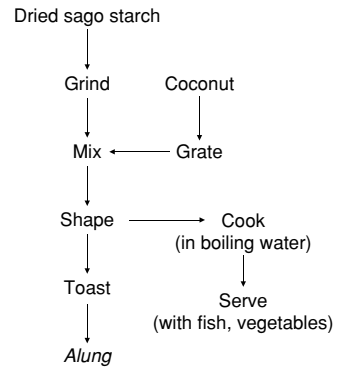 Dried sago starch
Grind
Coconut
Mix
Grate
Shape
Cook
(in boiling water)
Toast
Serve
(with fish, vegetables)
Alung